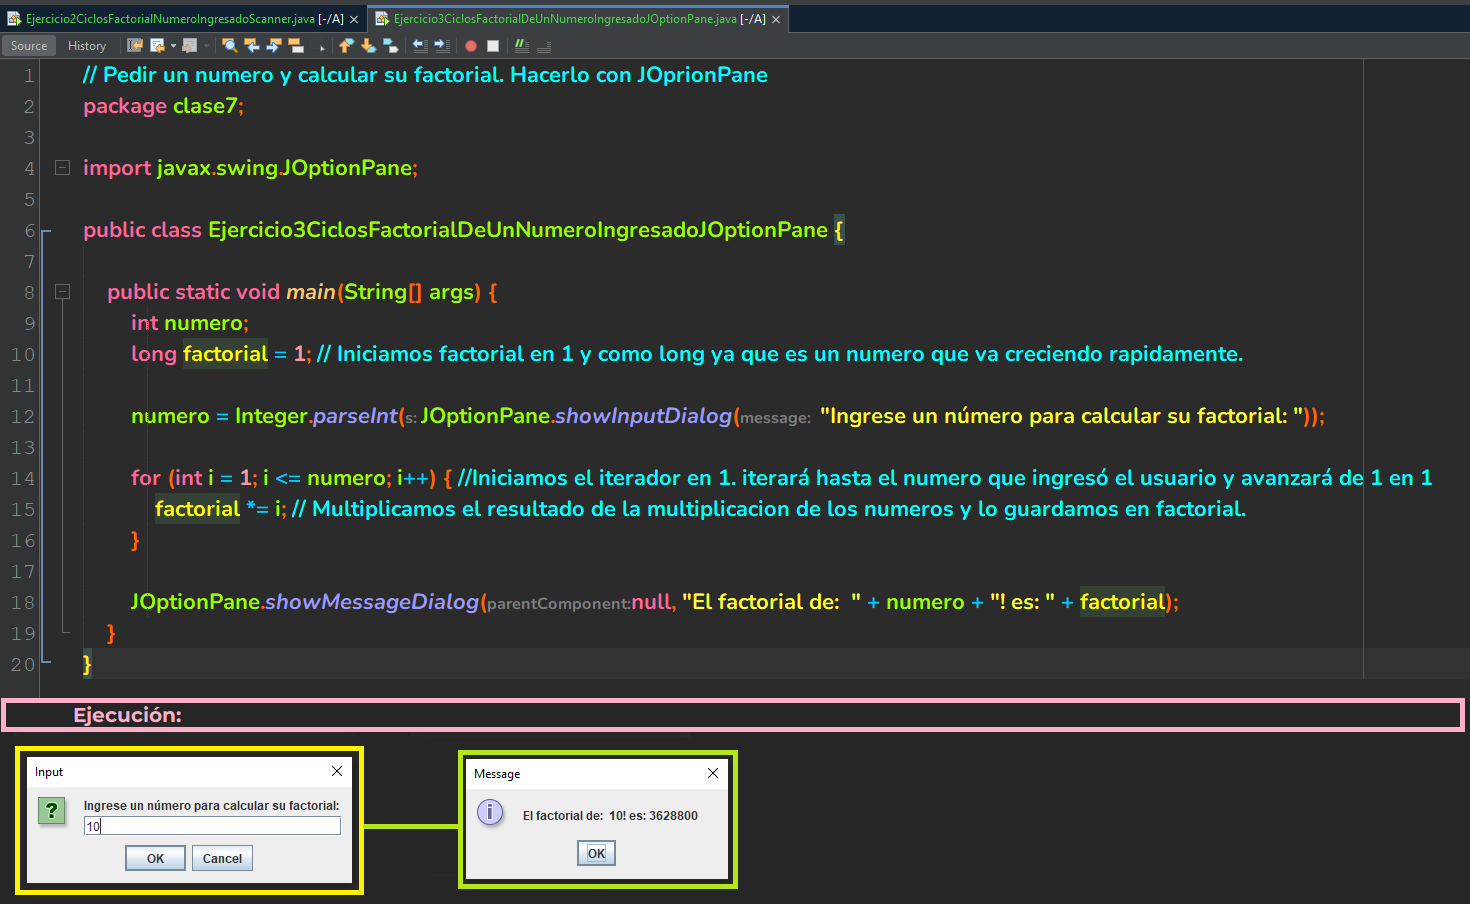 Ejercicio2CiclosFactorialNumeroIngresadoScanner.java [-/A] Ejercicio3CiclosFactorialDeUnNumeroIngresadoJOptionPane.java [-/A]
Source History
1 // Pedir un numero y calcular su factorial. Hacerlo con JOprionPane
2 package clase7;
3
4 import javax.swing.JOptionPane;
5
6 public class Ejercicio3CiclosFactorialDeUnNumeroIngresadoJOptionPane {
7
8 public static void main(String[] args) {
9 int numero;
10 long factorial = 1; // Iniciamos factorial en 1 y como long ya que es un numero que va creciendo rapidamente.
11
12 numero = Integer.parseInt(s: JOptionPane.showInputDialog(message: "Ingrese un número para calcular su factorial: "));
13
14 for (int i = 1; i <= numero; i++) { //Iniciamos el iterador en 1. iterará hasta el numero que ingresó el usuario y avanzará de 1 en 1
15 factorial *= i; // Multiplicamos el resultado de la multiplicacion de los numeros y lo guardamos en factorial.
16 }
17
18 JOptionPane.showMessageDialog(parentComponent:null, "El factorial de:  " + numero + "! es: " + factorial);
19 }
20 }
Ejecución:
Input
Ingrese un número para calcular su factorial:
10
OK Cancel
Message
El factorial de:  10! es: 3628800
OK